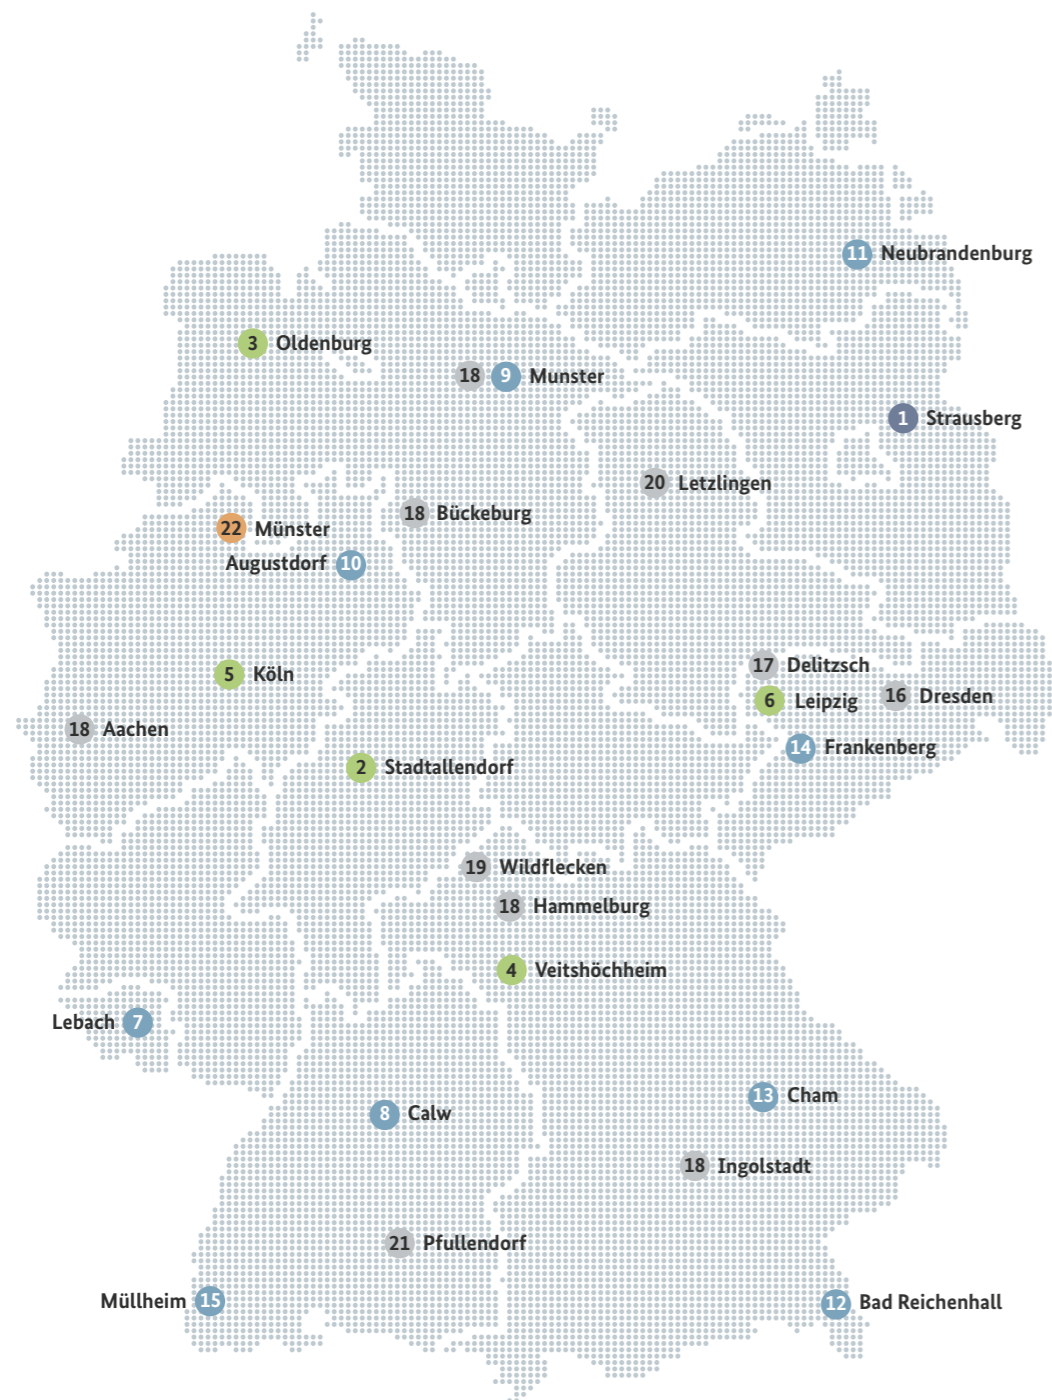 11 Neubrandenburg
3 Oldenburg
18 9 Munster
1 Strausberg
20 Letzlingen
18 Bückeburg
22 Münster
Augustdorf 10
17 Delitzsch
5 Köln
6 Leipzig
16 Dresden
18 Aachen
14 Frankenberg
2 Stadtallendorf
19 Wildflecken
18 Hammelburg
4 Veitshöchheim
Lebach 7
13 Cham
8 Calw
18 Ingolstadt
21 Pfullendorf
Müllheim 15
12 Bad Reichenhall